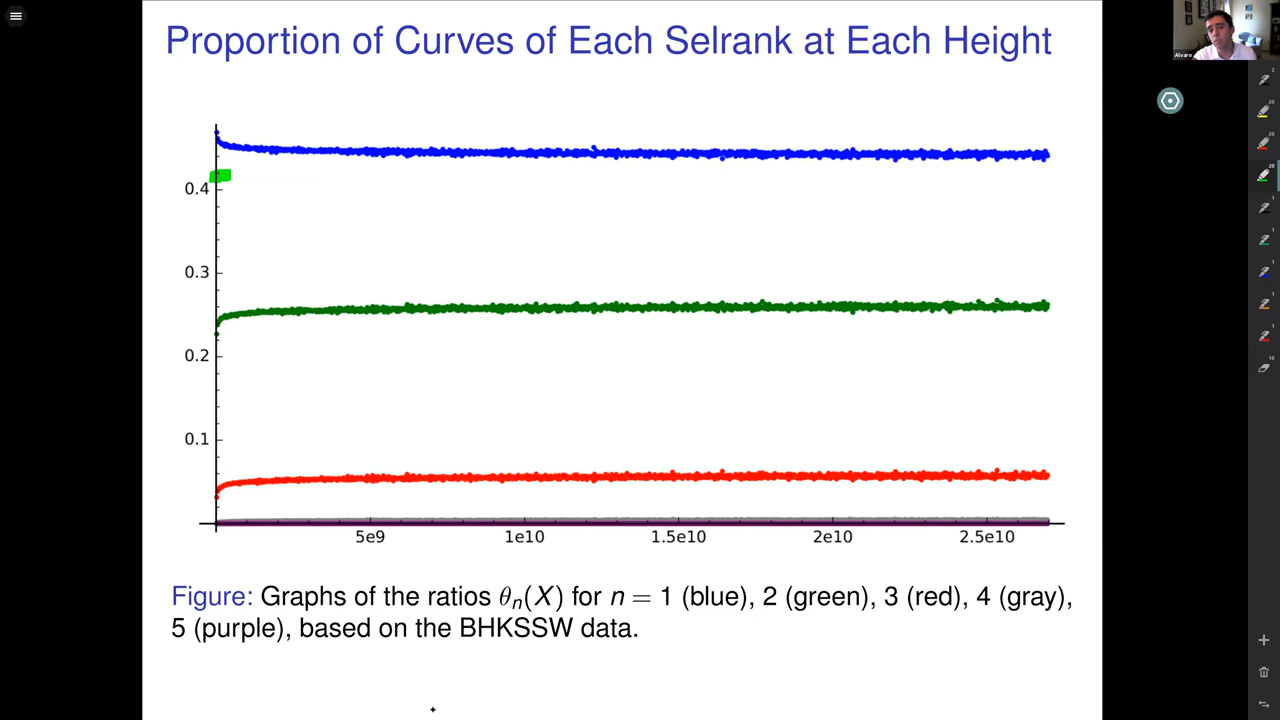 Proportion of Curves of Each Selrank at Each Height
Alvaro
0.4
0.3
0.2
0.1
5e9 1e10 1.5e10 2e10 2.5e10
Figure: Graphs of the ratios θₙ(X) for n = 1 (blue), 2 (green), 3 (red), 4 (gray),
5 (purple), based on the BHKSSW data.